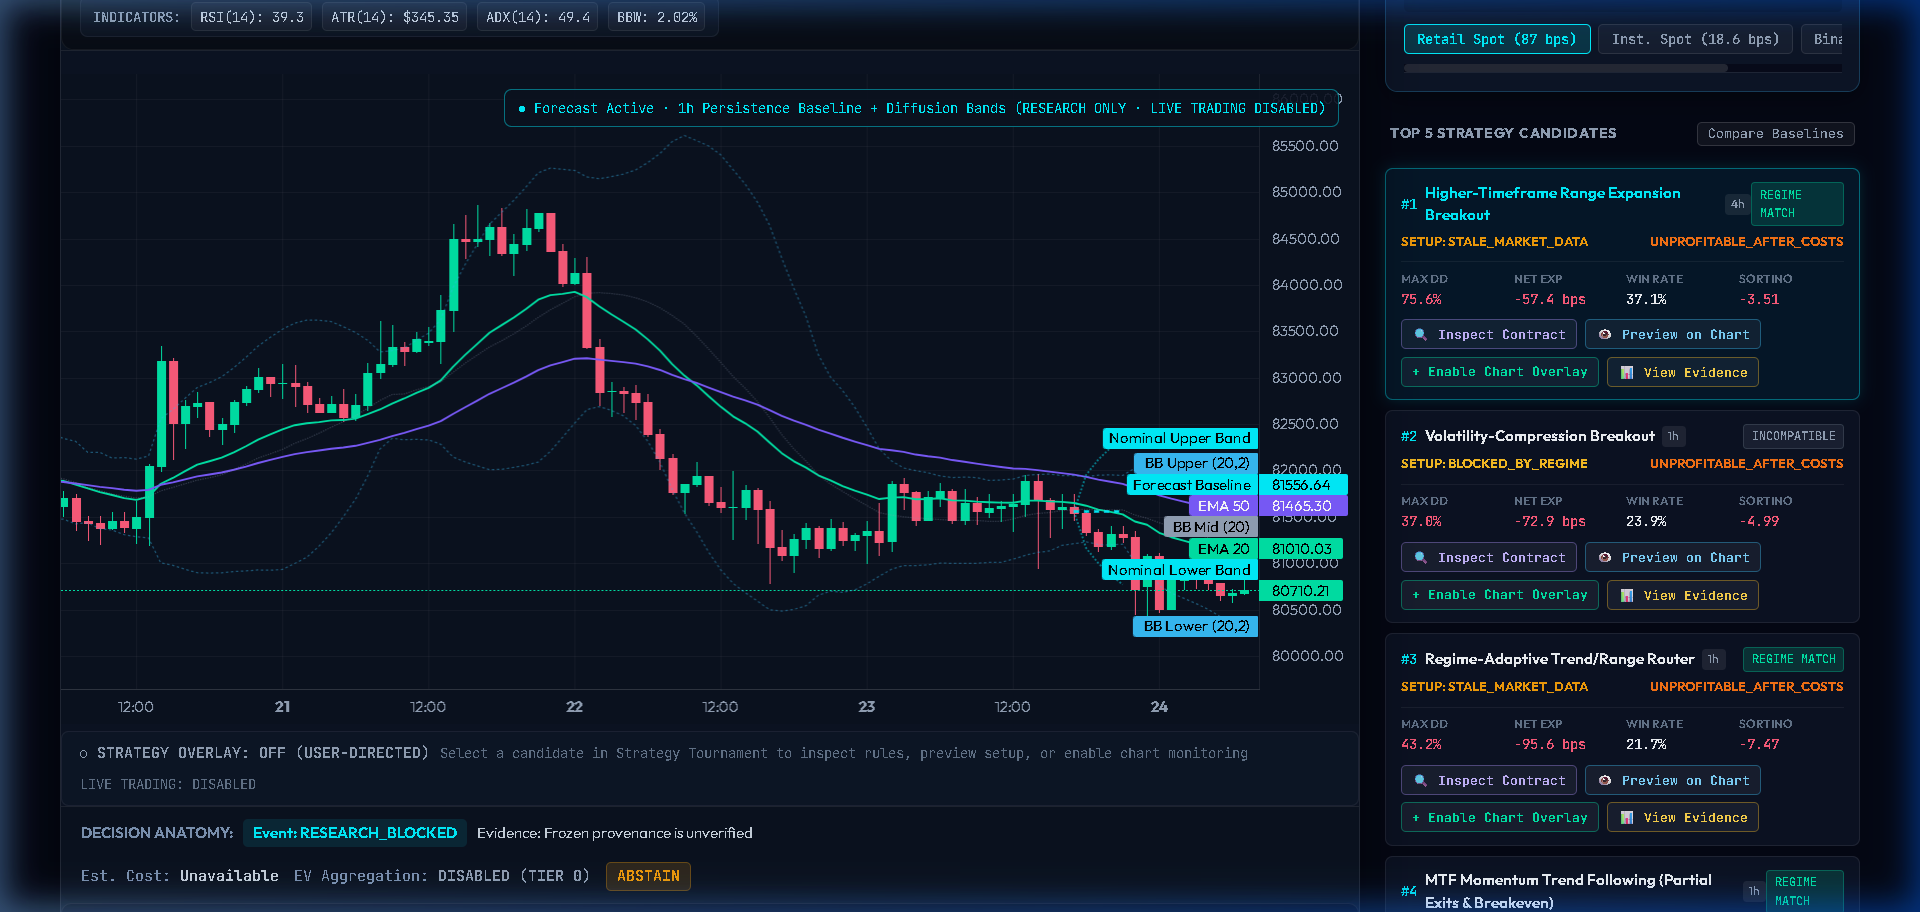 INDICATORS: RSI(14): 39.3 ATR(14): $345.35 ADX(14): 49.4 BBW: 2.02%
● Forecast Active · 1h Persistence Baseline + Diffusion Bands (RESEARCH ONLY · LIVE TRADING DISABLED)
85500.00
85000.00
84500.00
84000.00
83500.00
83000.00
82500.00
Nominal Upper Band
BB Upper (20,2)
82000.00
Forecast Baseline 81556.64
EMA 50 81465.30
81500.00
BB Mid (20)
EMA 20 81010.03
81000.00
Nominal Lower Band
80710.21
80500.00
BB Lower (20,2)
80000.00
12:00 21 12:00 22 12:00 23 12:00 24
○ STRATEGY OVERLAY: OFF (USER-DIRECTED) Select a candidate in Strategy Tournament to inspect rules, preview setup, or enable chart monitoring
LIVE TRADING: DISABLED
DECISION ANATOMY: Event: RESEARCH_BLOCKED Evidence: Frozen provenance is unverified
Est. Cost: Unavailable EV Aggregation: DISABLED (TIER 0) ABSTAIN
Retail Spot (87 bps) Inst. Spot (18.6 bps)
TOP 5 STRATEGY CANDIDATES Compare Baselines
#1 Higher-Timeframe Range Expansion Breakout 4h REGIME MATCH
SETUP: STALE_MARKET_DATA UNPROFITABLE_AFTER_COSTS
MAX DD NET EXP WIN RATE SORTINO
75.6% -57.4 bps 37.1% -3.51
Inspect Contract Preview on Chart
+ Enable Chart Overlay View Evidence
#2 Volatility-Compression Breakout 1h INCOMPATIBLE
SETUP: BLOCKED_BY_REGIME UNPROFITABLE_AFTER_COSTS
MAX DD NET EXP WIN RATE SORTINO
37.0% -72.9 bps 23.9% -4.99
Inspect Contract Preview on Chart
+ Enable Chart Overlay View Evidence
#3 Regime-Adaptive Trend/Range Router 1h REGIME MATCH
SETUP: STALE_MARKET_DATA UNPROFITABLE_AFTER_COSTS
MAX DD NET EXP WIN RATE SORTINO
43.2% -95.6 bps 21.7% -7.47
Inspect Contract Preview on Chart
+ Enable Chart Overlay View Evidence
#4 MTF Momentum Trend Following (Partial Exits & Breakeven) 1h REGIME MATCH